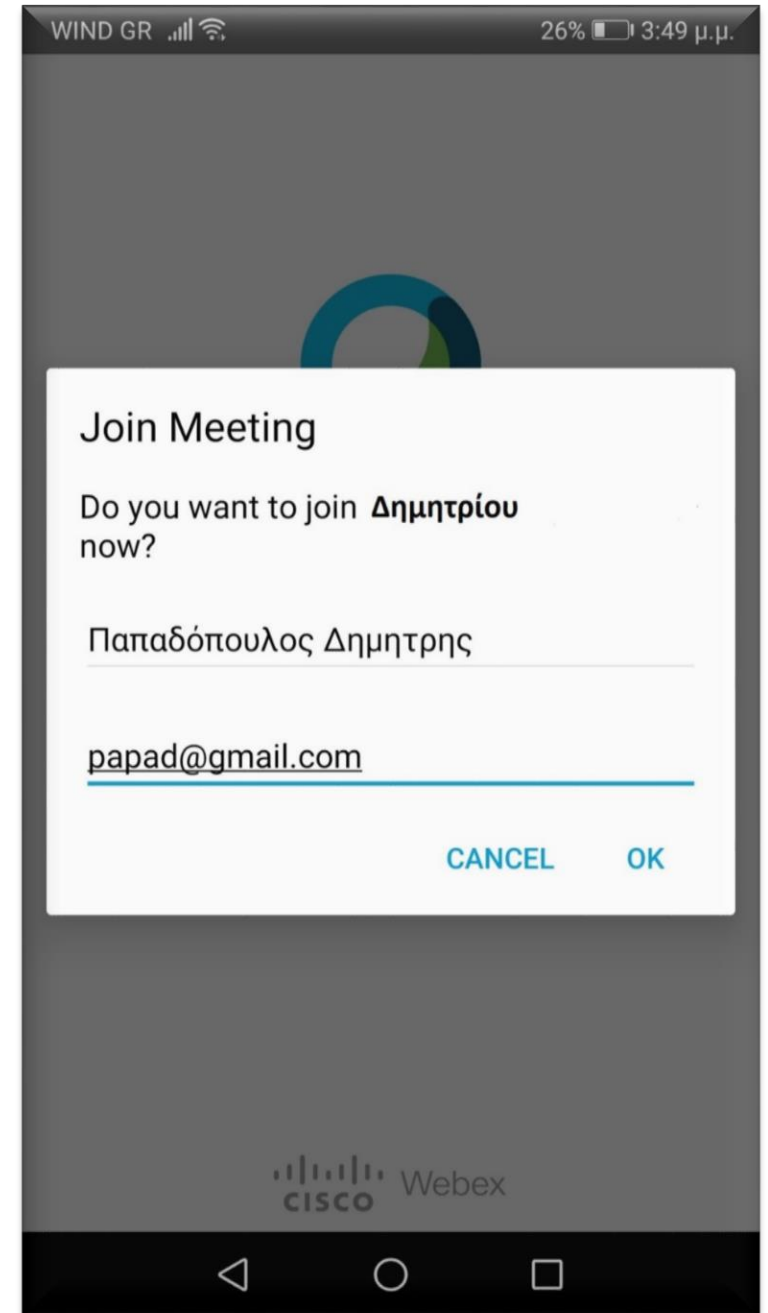 WIND GR 26% 3:49 μ.μ.
Join Meeting
Do you want to join Δημητρίου
now?
Παπαδόπουλος Δημητρης
papad@gmail.com
CANCEL OK
CISCO Webex